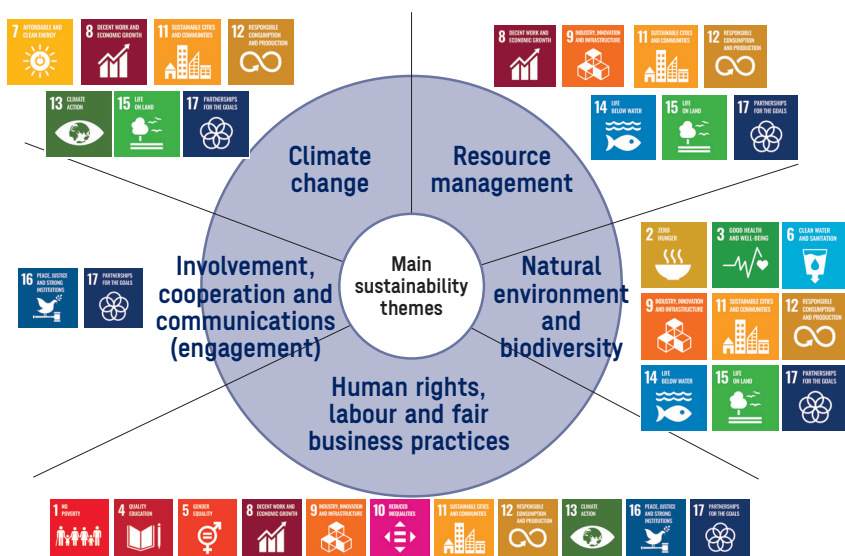 7 AFFORDABLE AND
CLEAN ENERGY
8 DECENT WORK AND
ECONOMIC GROWTH
11 SUSTAINABLE CITIES
AND COMMUNITIES
12 RESPONSIBLE
CONSUMPTION
AND PRODUCTION
13 CLIMATE
ACTION
15 LIFE
ON LAND
17 PARTNERSHIPS
FOR THE GOALS
8 DECENT WORK AND
ECONOMIC GROWTH
9 INDUSTRY, INNOVATION
AND INFRASTRUCTURE
11 SUSTAINABLE CITIES
AND COMMUNITIES
12 RESPONSIBLE
CONSUMPTION
AND PRODUCTION
14 LIFE
BELOW WATER
15 LIFE
ON LAND
17 PARTNERSHIPS
FOR THE GOALS
Climate
change
Resource
management
Main
sustainability
themes
Involvement,
cooperation and
communications
(engagement)
Natural
environment
and
biodiversity
Human rights,
labour and fair
business practices
16 PEACE, JUSTICE
AND STRONG
INSTITUTIONS
17 PARTNERSHIPS
FOR THE GOALS
2 ZERO
HUNGER
3 GOOD HEALTH
AND WELL-BEING
6 CLEAN WATER
AND SANITATION
9 INDUSTRY, INNOVATION
AND INFRASTRUCTURE
11 SUSTAINABLE CITIES
AND COMMUNITIES
12 RESPONSIBLE
CONSUMPTION
AND PRODUCTION
14 LIFE
BELOW WATER
15 LIFE
ON LAND
17 PARTNERSHIPS
FOR THE GOALS
1 NO
POVERTY
4 QUALITY
EDUCATION
5 GENDER
EQUALITY
8 DECENT WORK AND
ECONOMIC GROWTH
9 INDUSTRY, INNOVATION
AND INFRASTRUCTURE
10 REDUCED
INEQUALITIES
11 SUSTAINABLE CITIES
AND COMMUNITIES
12 RESPONSIBLE
CONSUMPTION
AND PRODUCTION
13 CLIMATE
ACTION
16 PEACE, JUSTICE
AND STRONG
INSTITUTIONS
17 PARTNERSHIPS
FOR THE GOALS